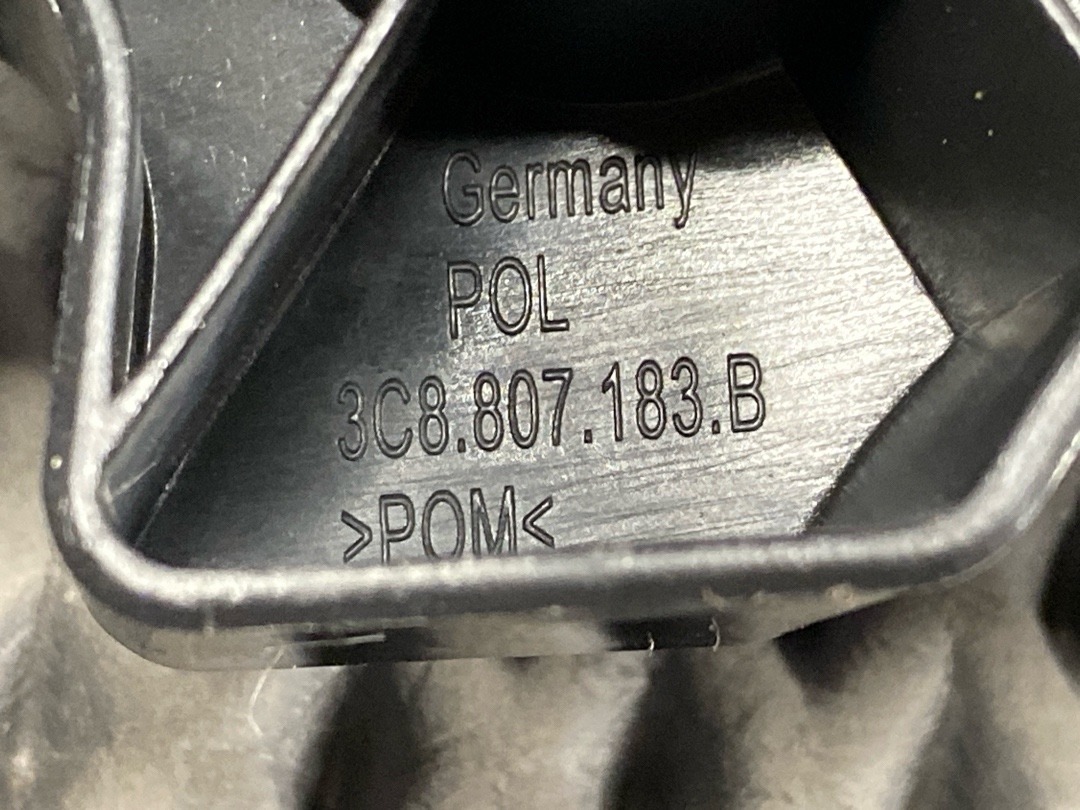 Germany
POL
3C8.807.183.B
>POM<